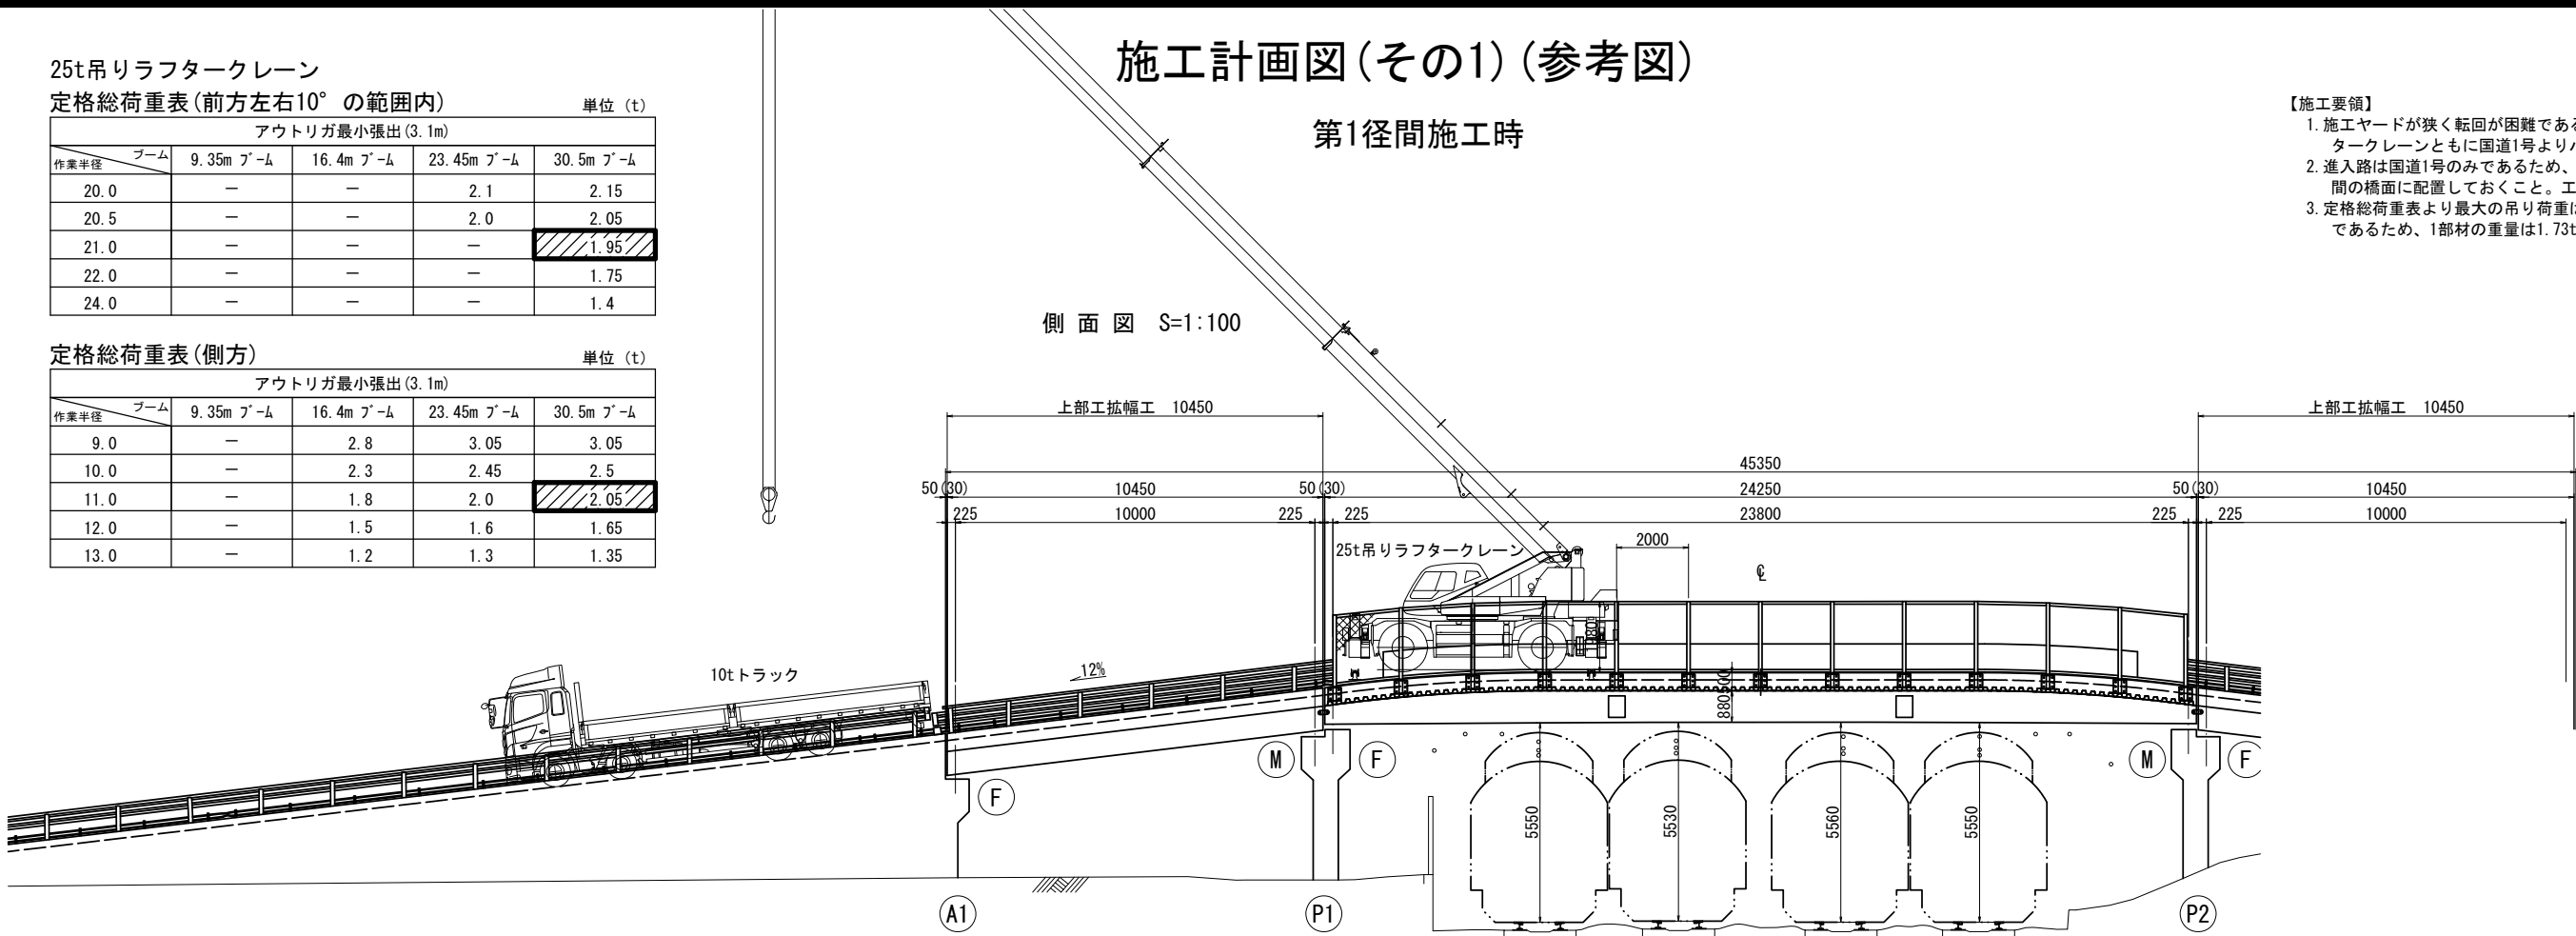 施工計画図(その1)(参考図)
第1径間施工時
25t吊りラフタークレーン
定格総荷重表(前方左右10°の範囲内) 単位(t)
アウトリガ最小張出(3.1m)
作業半径 ブーム 9.35m ブーム 16.4m ブーム 23.45m ブーム 30.5m ブーム
20.0 — — 2.1 2.15
20.5 — — 2.0 2.05
21.0 — — — 1.95
22.0 — — — 1.75
24.0 — — — 1.4
定格総荷重表(側方) 単位(t)
アウトリガ最小張出(3.1m)
作業半径 ブーム 9.35m ブーム 16.4m ブーム 23.45m ブーム 30.5m ブーム
9.0 — 2.8 3.05 3.05
10.0 — 2.3 2.45 2.5
11.0 — 1.8 2.0 2.05
12.0 — 1.5 1.6 1.65
13.0 — 1.2 1.3 1.35
【施工要領】
1.施工ヤードが狭く転回が困難であ
タークレーンともに国道1号より
2.進入路は国道1号のみであるため、
間の橋面に配置しておくこと。工
3.定格総荷重表より最大の吊り荷重
であるため、1部材の重量は1.73t
側面図 S=1:100
上部工拡幅工 10450
上部工拡幅工 10450
45350
50(30) 10450 50(30) 24250 50(30) 10450
225 10000 225 225 23800 225 225 10000
25t吊りラフタークレーン
2000
℄
10tトラック
12%
880 500
M F M F
F
5550 5530 5560 5550
A1 P1 P2